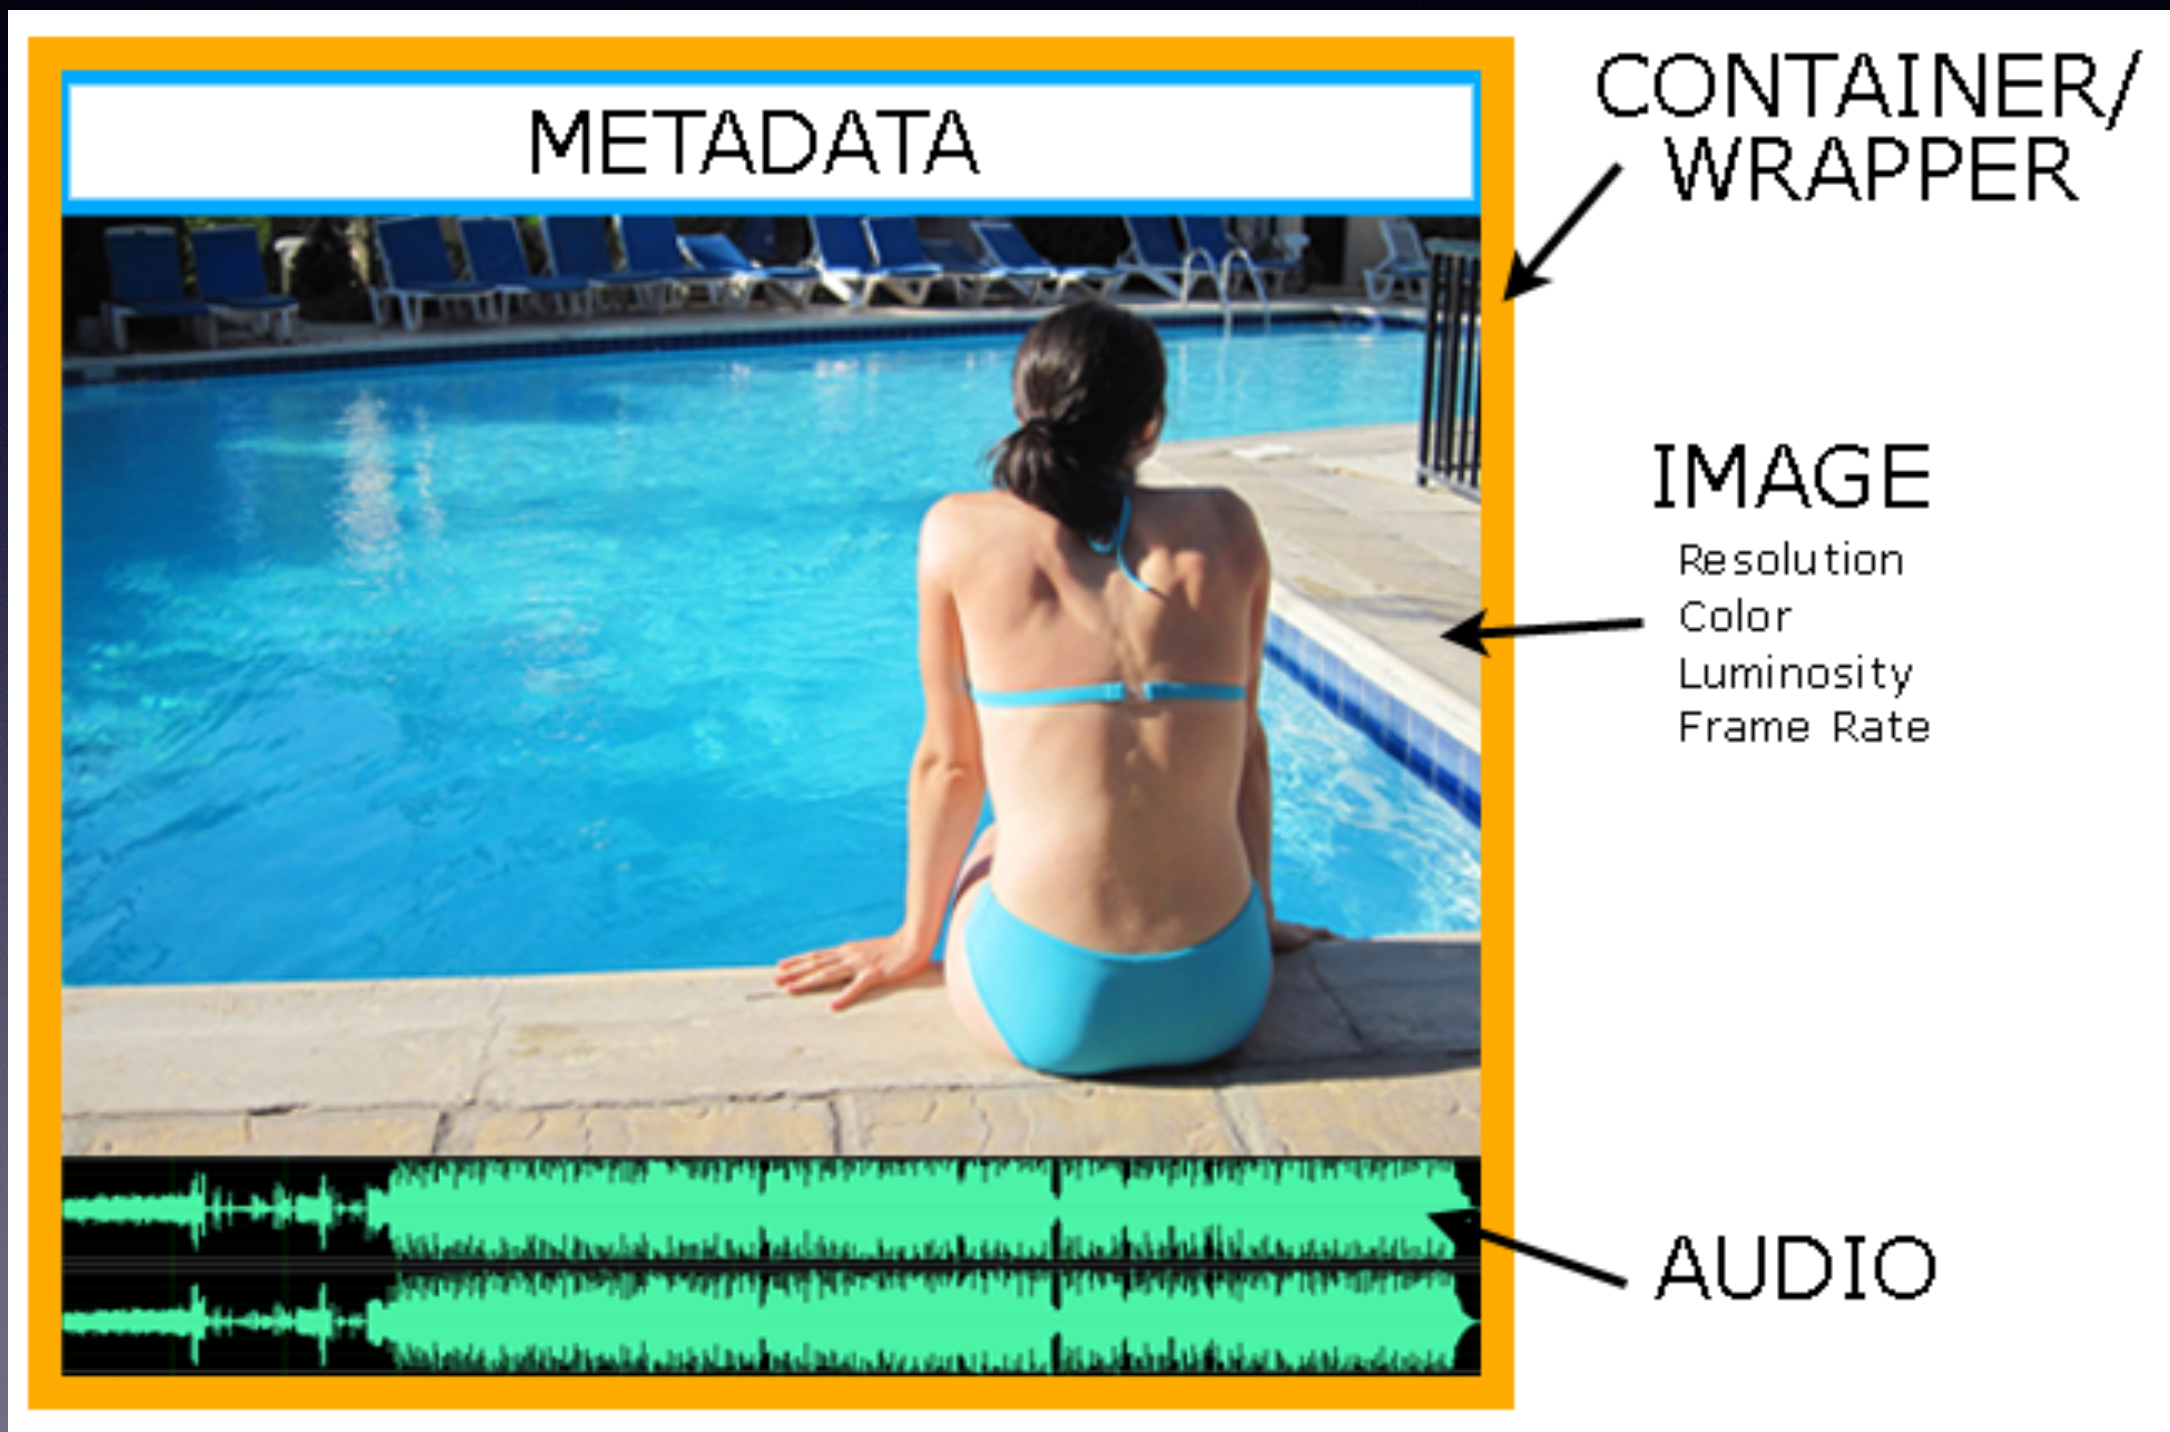 METADATA
CONTAINER/
WRAPPER
IMAGE
Resolution
Color
Luminosity
Frame Rate
AUDIO